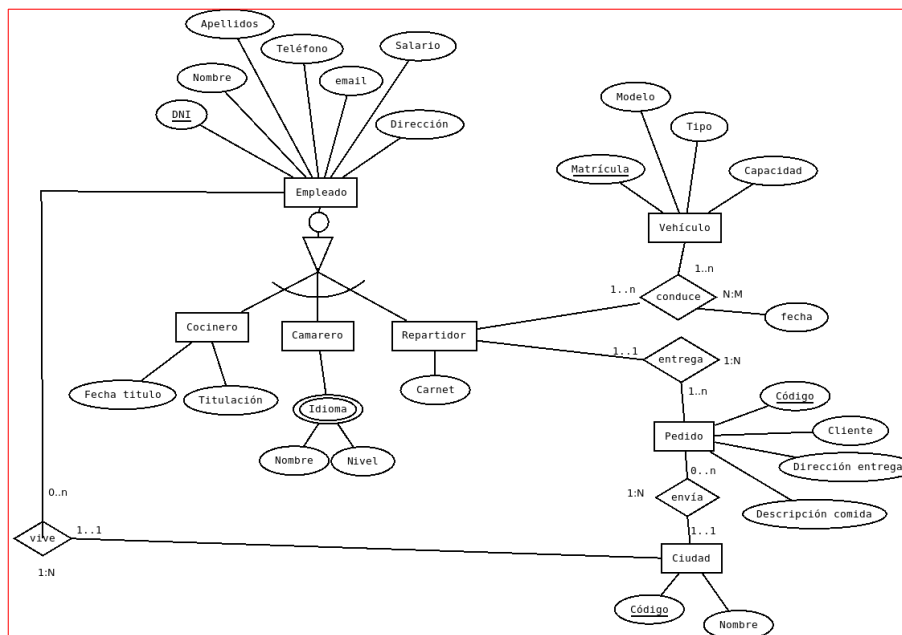 Apellidos
Teléfono
Salario
Nombre
email
DNI
Dirección
Empleado
Modelo
Tipo
Matrícula
Capacidad
Vehículo
1..n
1..n
conduce
N:M
fecha
Cocinero
Camarero
Repartidor
1..1
entrega
1:N
Fecha titulo
Titulación
Carnet
1..n
Idioma
Código
Cliente
Nombre
Nivel
Pedido
Dirección entrega
0..n
0..n
1:N
envía
Descripción comida
vive
1..1
1..1
1:N
Ciudad
Código
Nombre